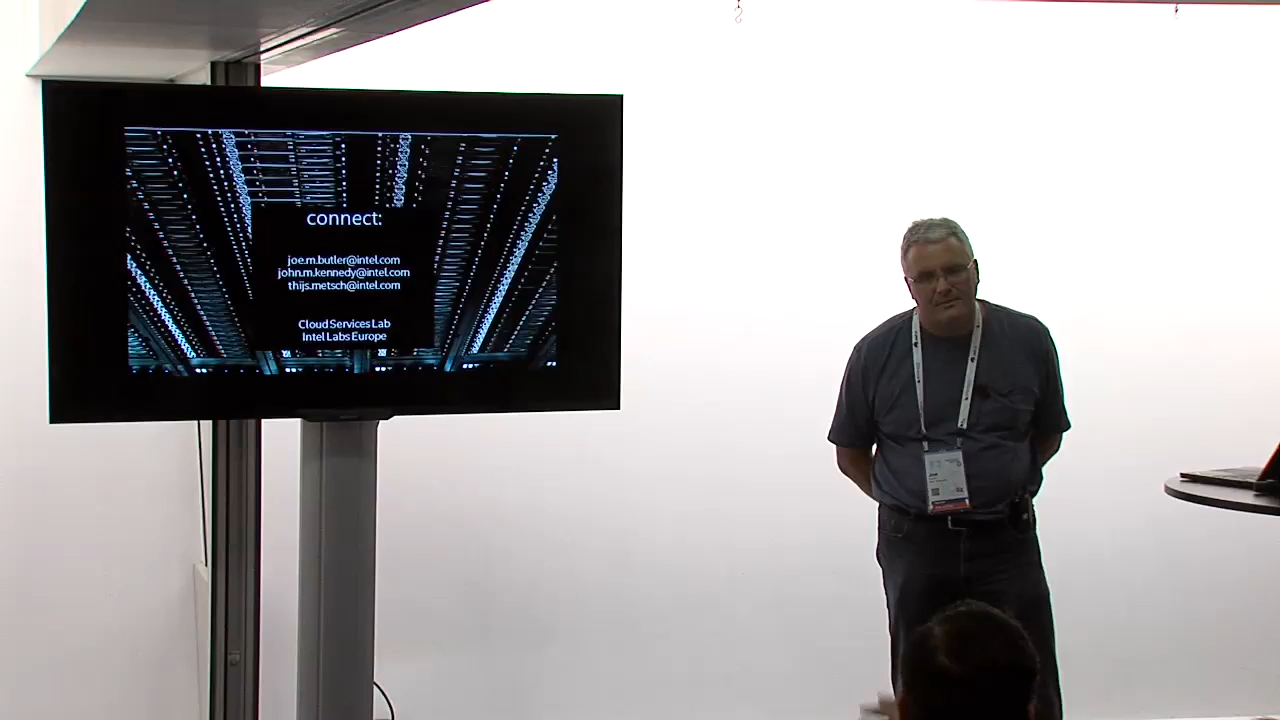 connect:
joe.m.butler@intel.com
john.m.kennedy@intel.com
thijs.metsch@intel.com
Cloud Services Lab
Intel Labs Europe